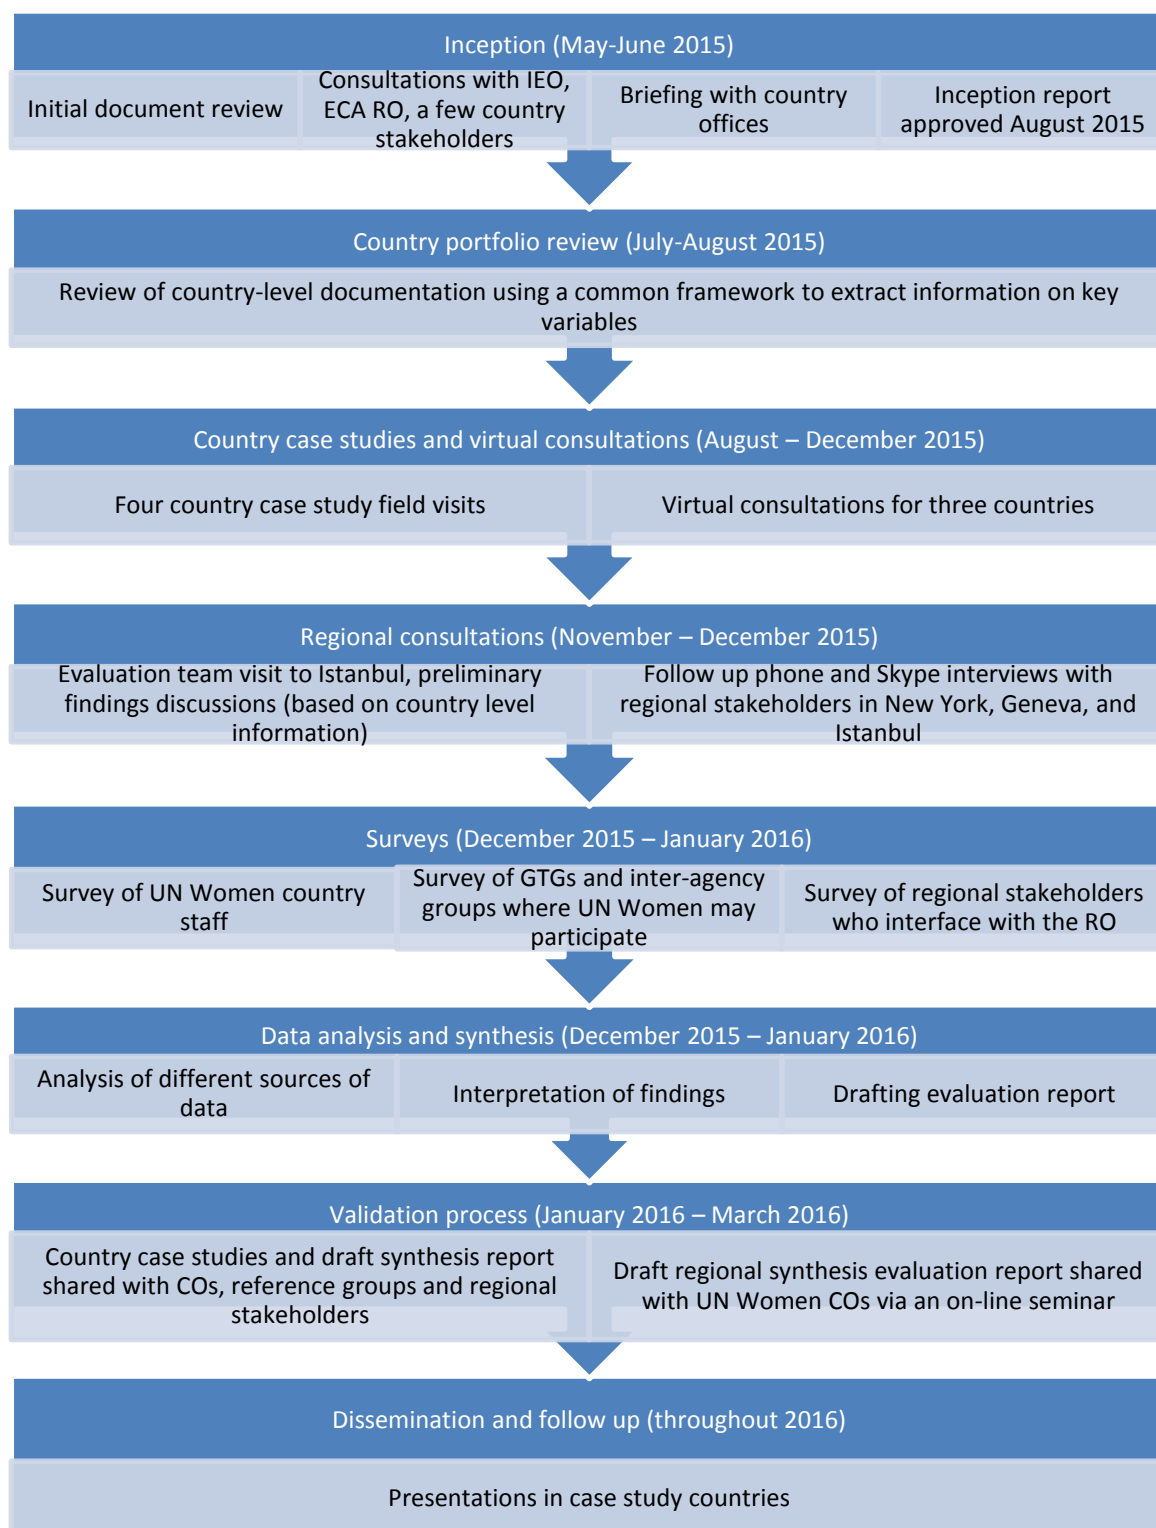 Inception (May-June 2015)
Initial document review
Consultations with IEO,
ECA RO, a few country
stakeholders
Briefing with country
offices
Inception report
approved August 2015
Country portfolio review (July-August 2015)
Review of country-level documentation using a common framework to extract information on key
variables
Country case studies and virtual consultations (August – December 2015)
Four country case study field visits
Virtual consultations for three countries
Regional consultations (November – December 2015)
Evaluation team visit to Istanbul, preliminary
findings discussions (based on country level
information)
Follow up phone and Skype interviews with
regional stakeholders in New York, Geneva, and
Istanbul
Surveys (December 2015 – January 2016)
Survey of UN Women country
staff
Survey of GTGs and inter-agency
groups where UN Women may
participate
Survey of regional stakeholders
who interface with the RO
Data analysis and synthesis (December 2015 – January 2016)
Analysis of different sources of
data
Interpretation of findings
Drafting evaluation report
Validation process (January 2016 – March 2016)
Country case studies and draft synthesis report
shared with COs, reference groups and regional
stakeholders
Draft regional synthesis evaluation report shared
with UN Women COs via an on-line seminar
Dissemination and follow up (throughout 2016)
Presentations in case study countries